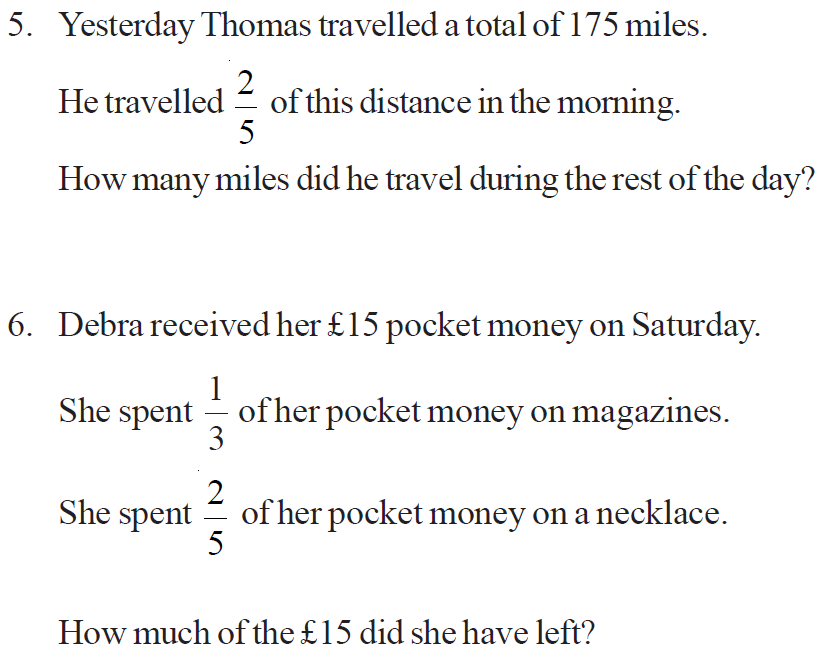 5. Yesterday Thomas travelled a total of 175 miles.
He travelled 2/5 of this distance in the morning.
How many miles did he travel during the rest of the day?
6. Debra received her £15 pocket money on Saturday.
She spent 1/3 of her pocket money on magazines.
She spent 2/5 of her pocket money on a necklace.
How much of the £15 did she have left?